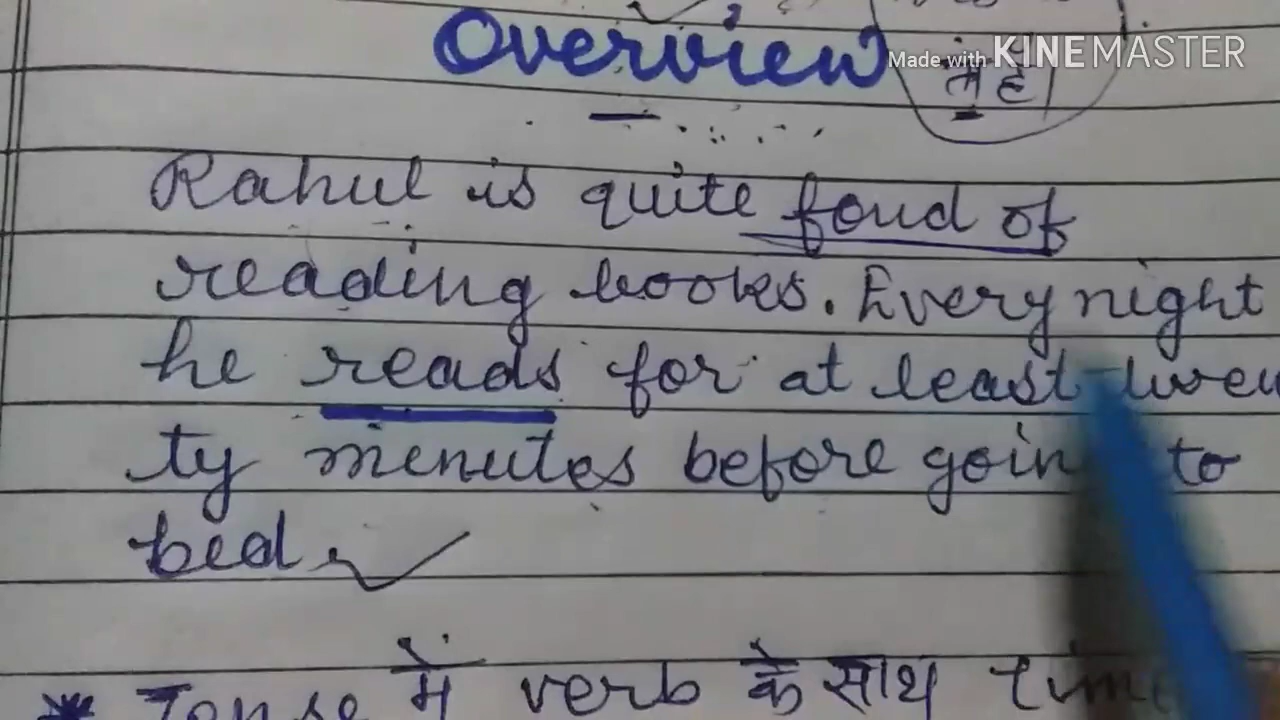 Overview
Made with KINEMASTER
में है।
Rahul is quite fond of
reading books. Every night
he reads for at least twen
ty minutes before going to
bed.
* Tense में verb के साथ time